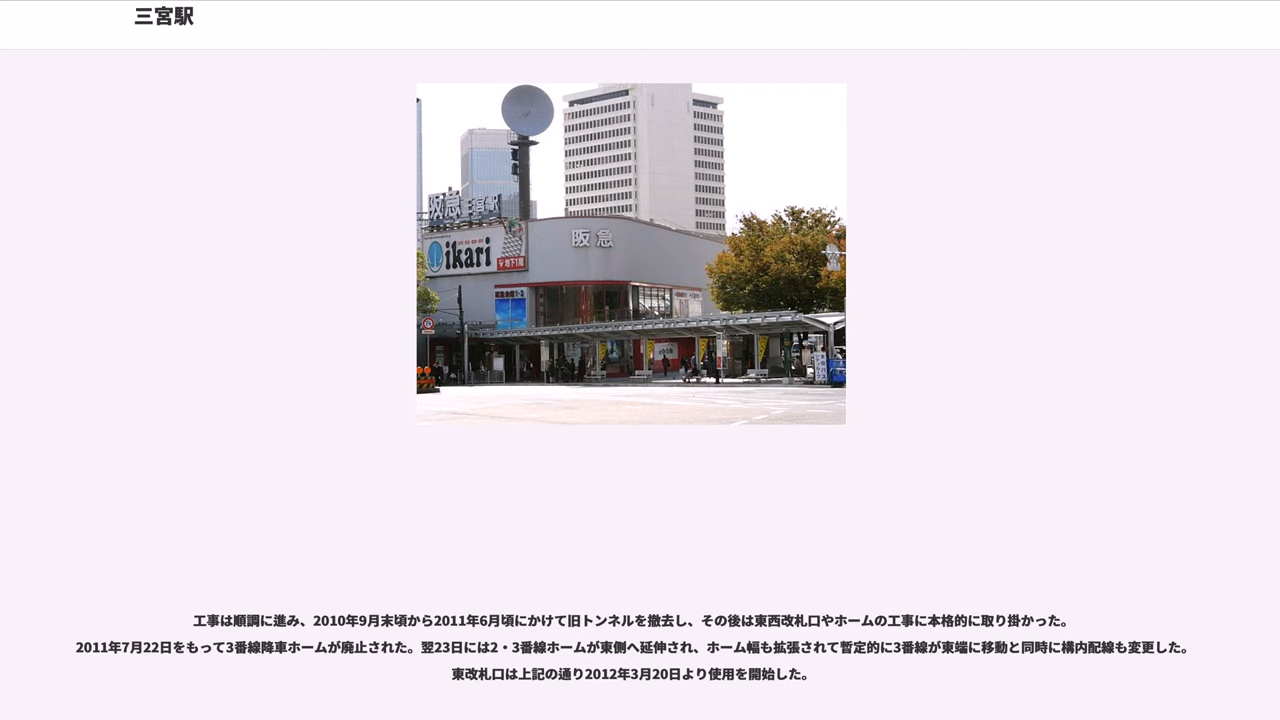 三宮駅
阪急 三宮駅
阪急
ikari
地下1階
工事は順調に進み、2010年9月末頃から2011年6月頃にかけて旧トンネルを撤去し、その後は東西改札口やホームの工事に本格的に取り掛かった。
2011年7月22日をもって3番線降車ホームが廃止された。翌23日には2・3番線ホームが東側へ延伸され、ホーム幅も拡張されて暫定的に3番線が東端に移動と同時に構内配線も変更した。
東改札口は上記の通り2012年3月20日より使用を開始した。